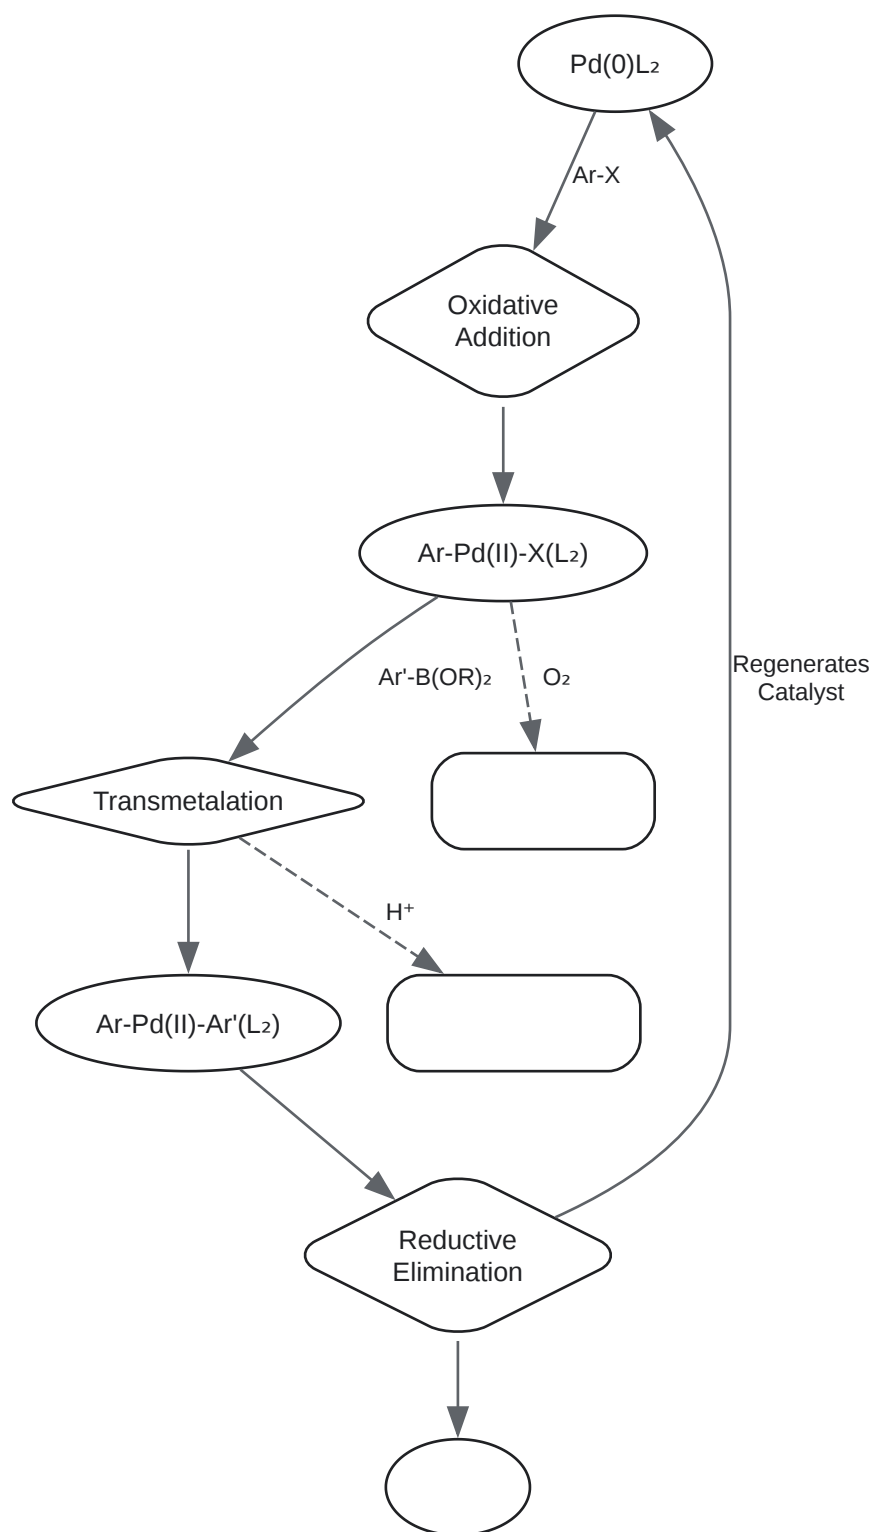 Pd(0)L₂
Ar-X
Oxidative
Addition
Ar-Pd(II)-X(L₂)
Regenerates
Catalyst
Ar'-B(OR)₂
O₂
Transmetalation
H⁺
Ar-Pd(II)-Ar'(L₂)
Reductive
Elimination